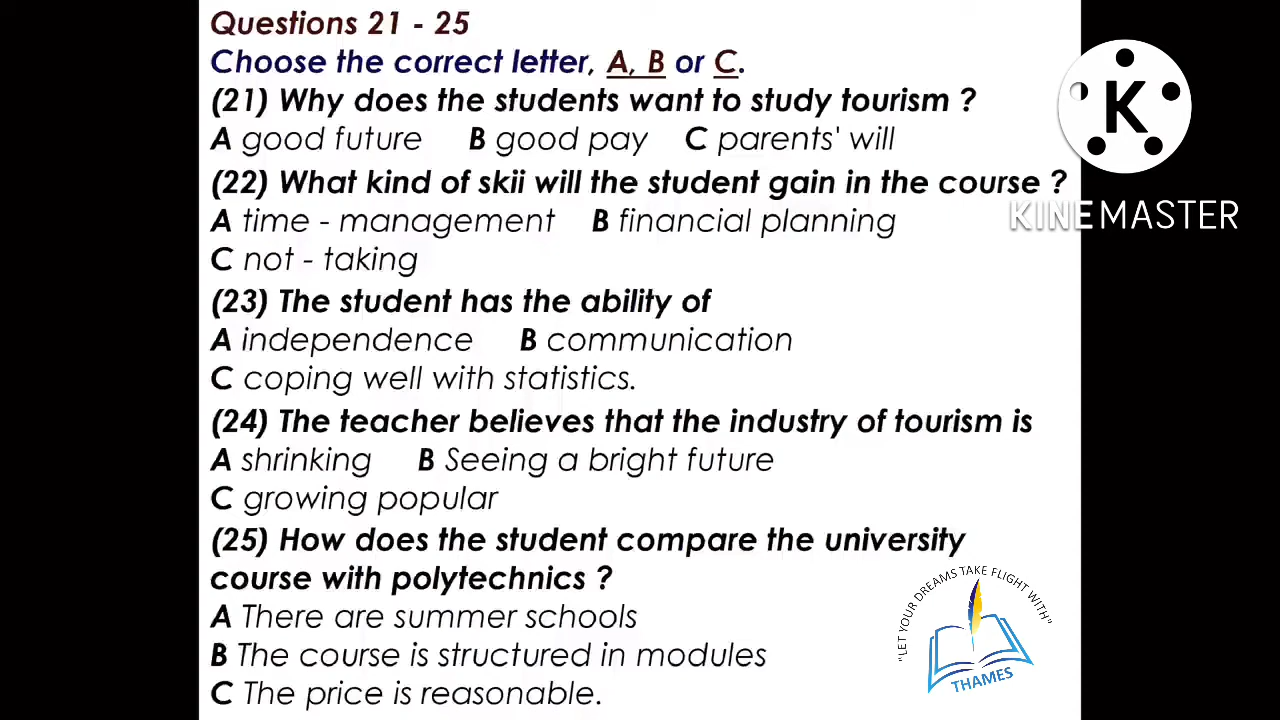 Questions 21 - 25
Choose the correct letter, A, B or C.
(21) Why does the students want to study tourism ?
A good future B good pay C parents' will
(22) What kind of skii will the student gain in the course ?
A time - management B financial planning
C not - taking
(23) The student has the ability of
A independence B communication
C coping well with statistics.
(24) The teacher believes that the industry of tourism is
A shrinking B Seeing a bright future
C growing popular
(25) How does the student compare the university
course with polytechnics ?
A There are summer schools
B The course is structured in modules
C The price is reasonable.
K
KINEMASTER
"LET YOUR DREAMS TAKE FLIGHT WITH"
THAMES